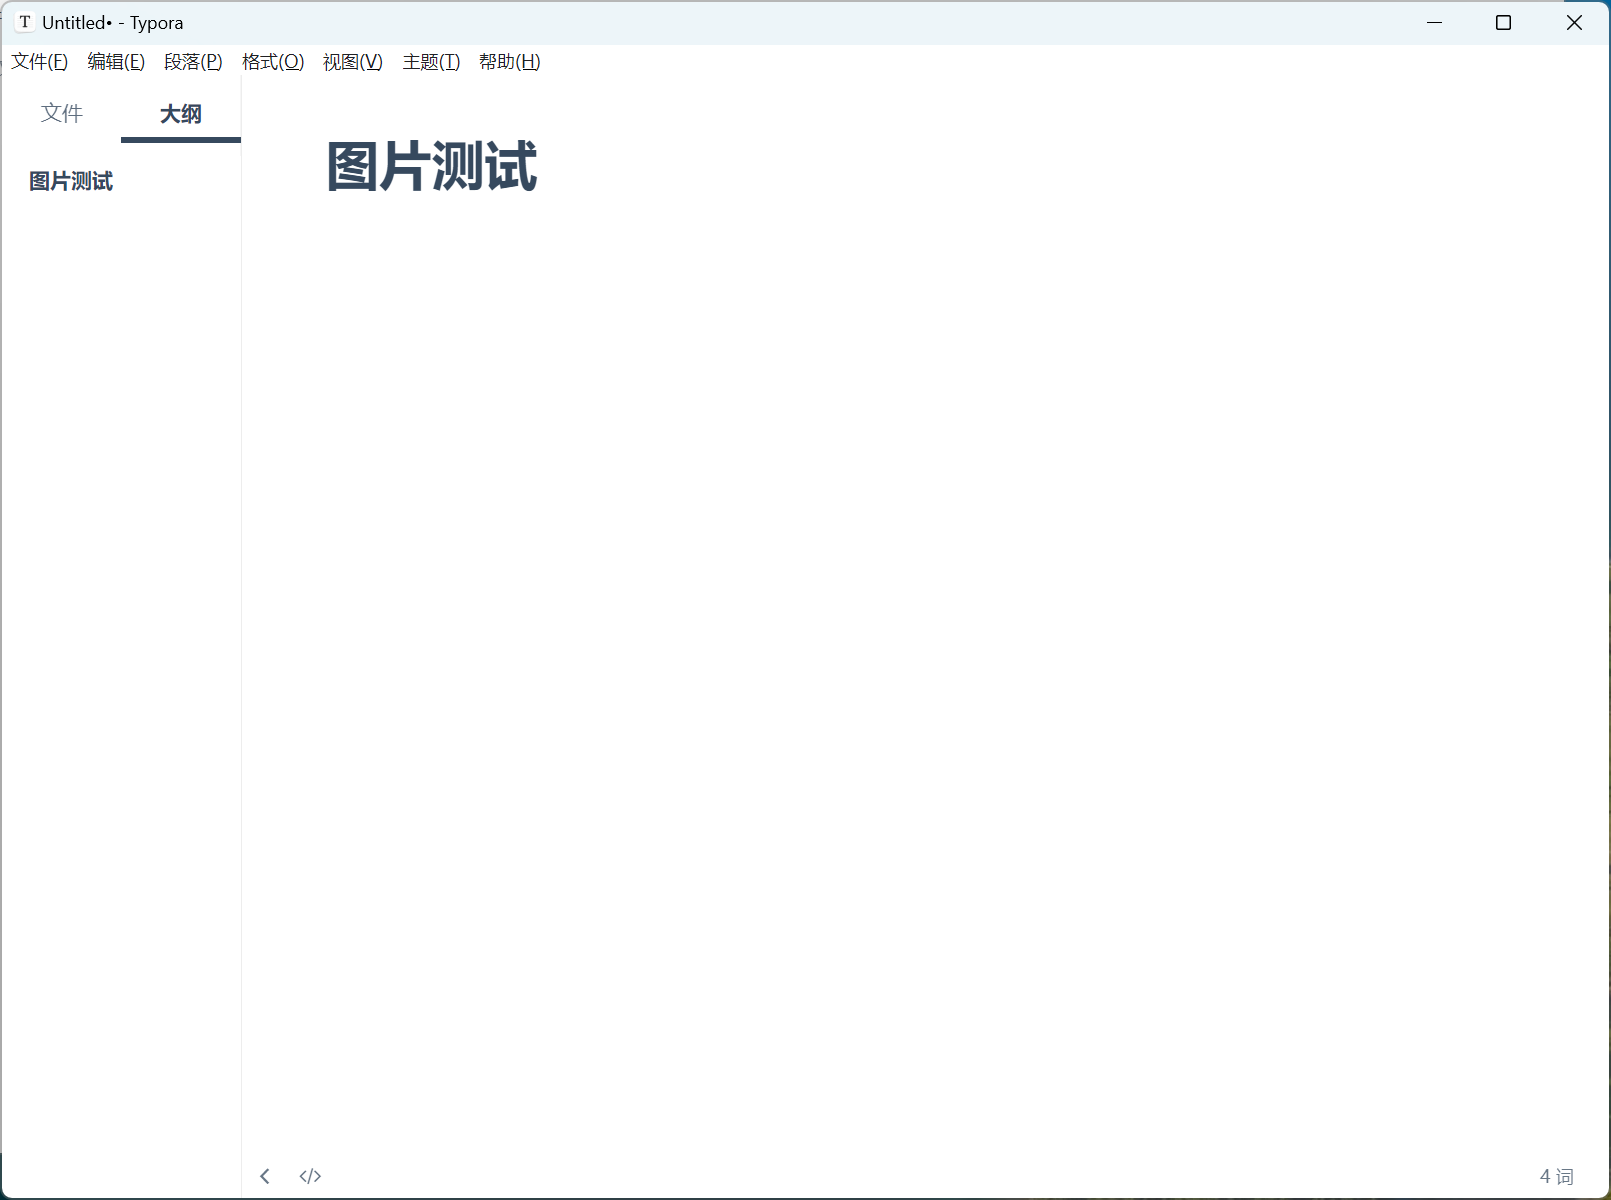 T Untitled• - Typora
文件(F) 编辑(E) 段落(P) 格式(O) 视图(V) 主题(T) 帮助(H)
文件 大纲
图片测试
图片测试
</>
4 词